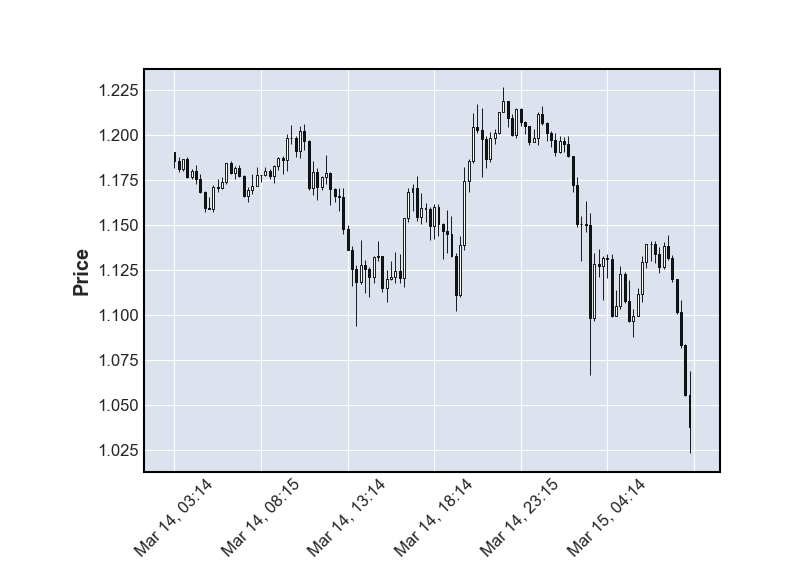 1.225
1.200
1.175
1.150
1.125
1.100
1.075
1.050
1.025
Price
Mar 14, 03:14
Mar 14, 08:15
Mar 14, 13:14
Mar 14, 18:14
Mar 14, 23:15
Mar 15, 04:14